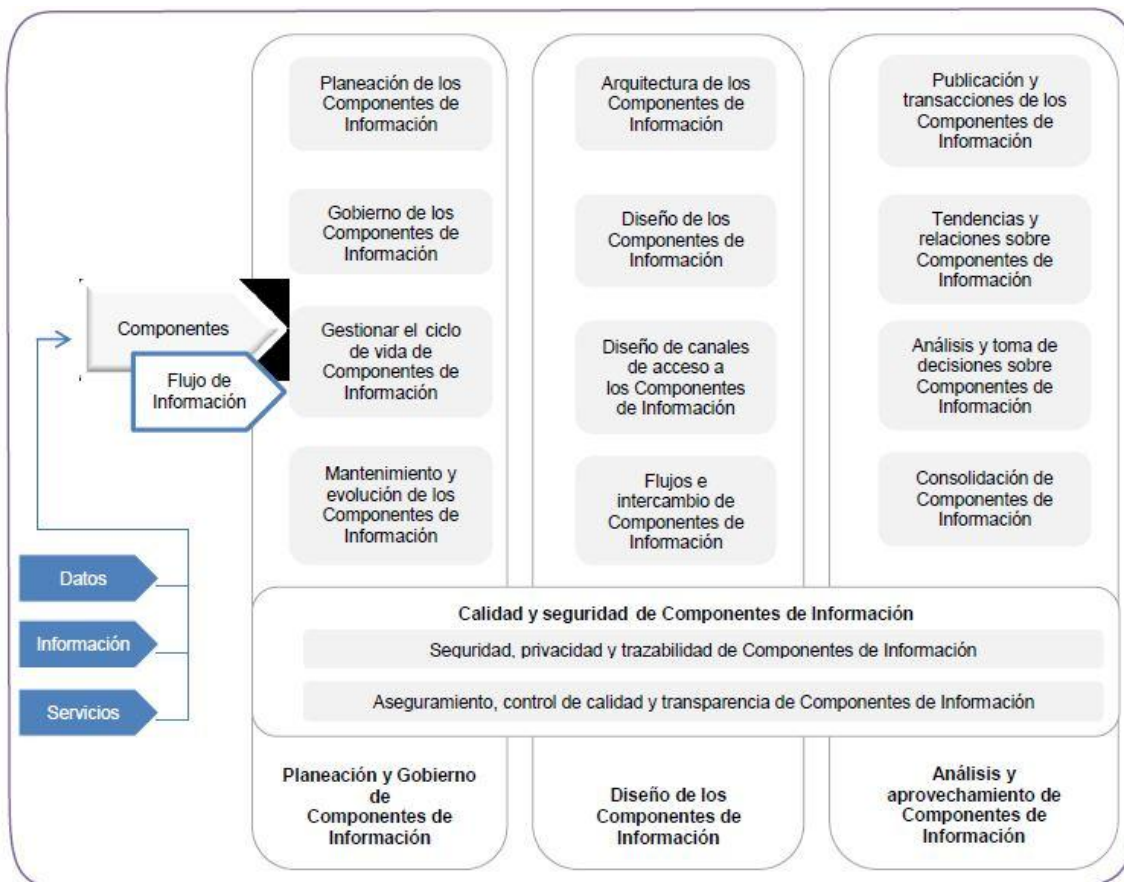 Planeación de los
Componentes de
Información
Gobierno de los
Componentes de
Información
Gestionar el ciclo
de vida de
Componentes de
Información
Mantenimiento y
evolución de los
Componentes de
Información
Arquitectura de los
Componentes de
Información
Diseño de los
Componentes de
Información
Diseño de canales
de acceso a
los Componentes
de Información
Flujos e
intercambio de
Componentes de
Información
Publicación y
transacciones de los
Componentes de
Información
Tendencias y
relaciones sobre
Componentes de
Información
Análisis y toma de
decisiones sobre
Componentes de
Información
Consolidación de
Componentes de
Información
Componentes
Flujo de
Información
Datos
Información
Servicios
Calidad y seguridad de Componentes de Información
Seguridad, privacidad y trazabilidad de Componentes de Información
Aseguramiento, control de calidad y transparencia de Componentes de Información
Planeación y Gobierno
de
Componentes de
Información
Diseño de los
Componentes de
Información
Análisis y
aprovechamiento de
Componentes de
Información